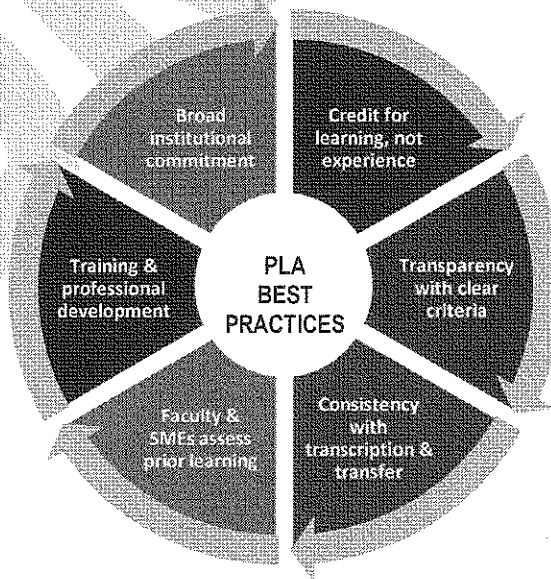 PLA
BEST
PRACTICES
Credit for
learning, not
experience
Transparency
with clear
criteria
Consistency
with
transcription &
transfer
Faculty &
SMEs assess
prior learning
Training &
professional
development
Broad
institutional
commitment